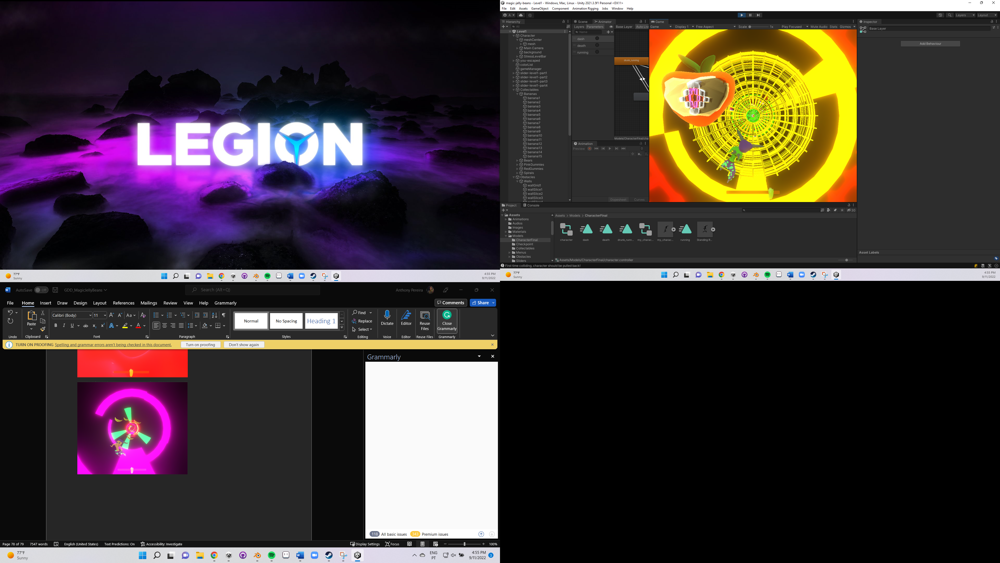 LEGION
77°F
Sunny
4:55 PM
9/11/2022
magic-jelly-beans - Level1 - Windows, Mac, Linux - Unity 2021.3.5f1 Personal <DX11>
File Edit Assets GameObject Component Animation Rigging Jobs Window Help
A
Layers
Layout
Hierarchy
All
Level1
Character
meshCenter
mesh
Main Camera
background
StressLevelBar
you-escaped
colorList
gameManager
slider-level1-part1
slider-level1-part2
slider-level1-part3
slider-level1-part4
Collectables
Bananas
banana1
banana2
banana3
banana4
banana5
banana6
banana7
banana8
banana9
banana10
banana11
banana12
banana13
banana14
banana15
Bears
PinkGummies
RedGummies
Spirals
Obstacles
Walls
wallGrid1
wallSlice1
wallSlice2
wallSlice3
wallSlice4
Scene Animator
Layers Parameters Base Layer Auto Liv
Name
dash
death
running
drunk_running
Models/CharacterFinal/cha
Animation
Preview
0
Dopesheet Curves
Game
Game Display 1 Free Aspect Scale 1x Play Focused Mute Audio Stats Gizmos
Inspector
Base Layer
Add Behaviour
Asset Labels
Project Console
30
Assets
Animations
Audios
Images
Materials
Models
CharacterFinal
Checkpoint
Collectables
Menus
Obstacles
Sliders
Assets > Models > CharacterFinal
character dash death drunk_runn... my_charac... my_charac... running Standing R...
Assets/Models/CharacterFinal/character.controller
First time colliding, character should be pulled back!
77°F
Sunny
4:55 PM
9/11/2022
AutoSave Off GDD_MagicJellyBeans Search (Alt+Q) Anthony Pereira
File Home Insert Draw Design Layout References Mailings Review View Help Grammarly Comments Share
Paste
Calibri (Body) 11
Normal No Spacing Heading 1
Find
Replace
Select
Dictate
Editor
Reuse Files
Close Grammarly
Undo Clipboard Font Paragraph Styles Editing Voice Editor Reuse Files Grammarly
TURN ON PROOFING Spelling and grammar errors aren't being checked in this document. Turn on proofing Don't show again
Grammarly
118 All basic issues 343 Premium issues
Page 78 of 79 7547 words English (United States) Text Predictions: On Accessibility: Investigate Display Settings Focus 100%
77°F
Sunny
ENG
PT
4:55 PM
9/11/2022
3